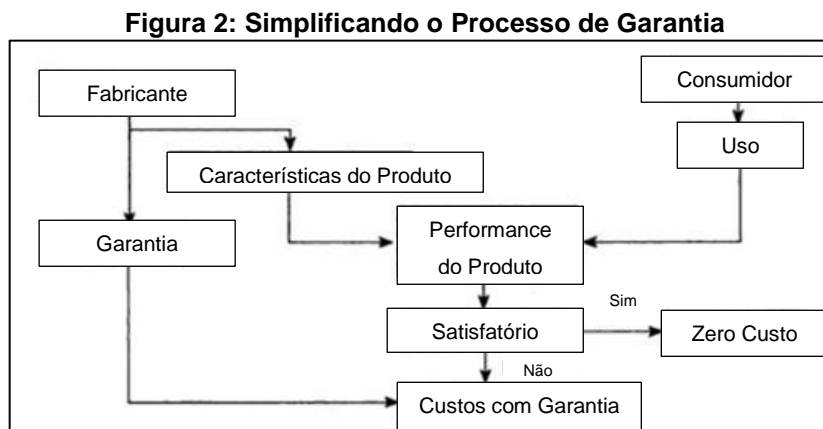 Figura 2: Simplificando o Processo de Garantia
Fabricante
Consumidor
Uso
Características do Produto
Garantia
Performance
do Produto
Sim
Satisfatório
Zero Custo
Não
Custos com Garantia